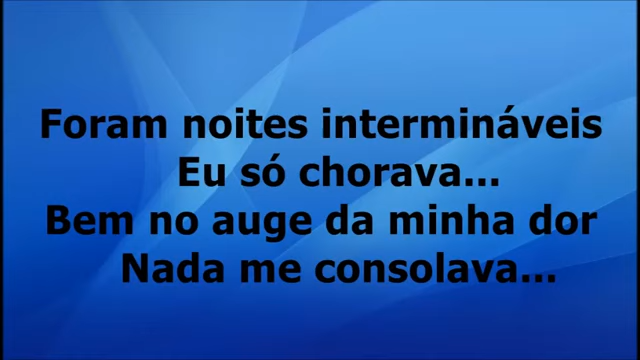 Foram noites intermináveis
Eu só chorava...
Bem no auge da minha dor
Nada me consolava...